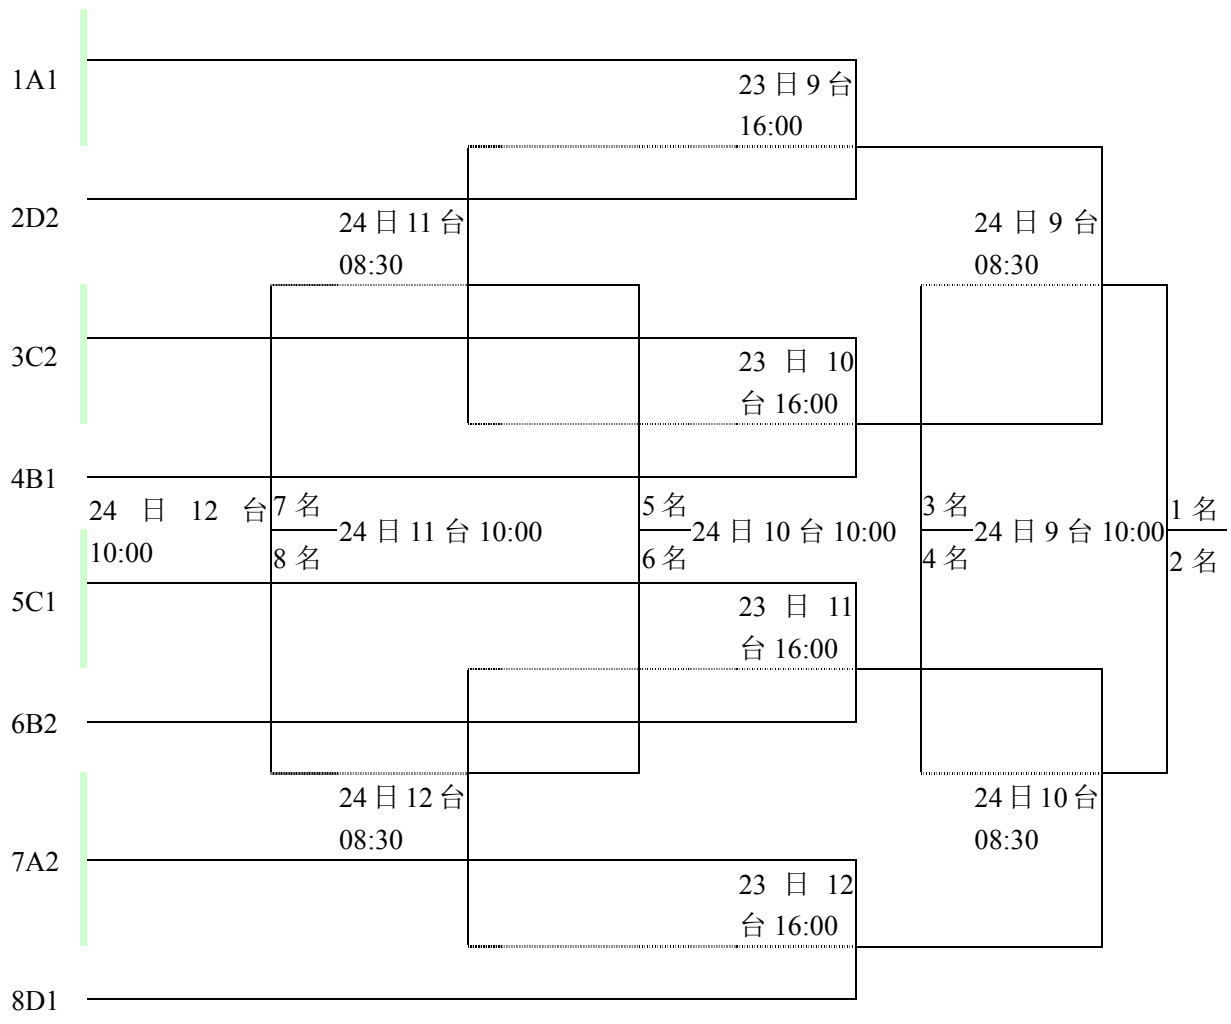 1A1
23 日 9 台
16:00
2D2
24 日 11 台
08:30
24 日 9 台
08:30
3C2
23 日 10
台 16:00
4B1
24 日 12 台
10:00
7 名
8 名
24 日 11 台 10:00
5 名
6 名
24 日 10 台 10:00
3 名
4 名
24 日 9 台 10:00
1 名
2 名
5C1
23 日 11
台 16:00
6B2
24 日 12 台
08:30
24 日 10 台
08:30
7A2
23 日 12
台 16:00
8D1